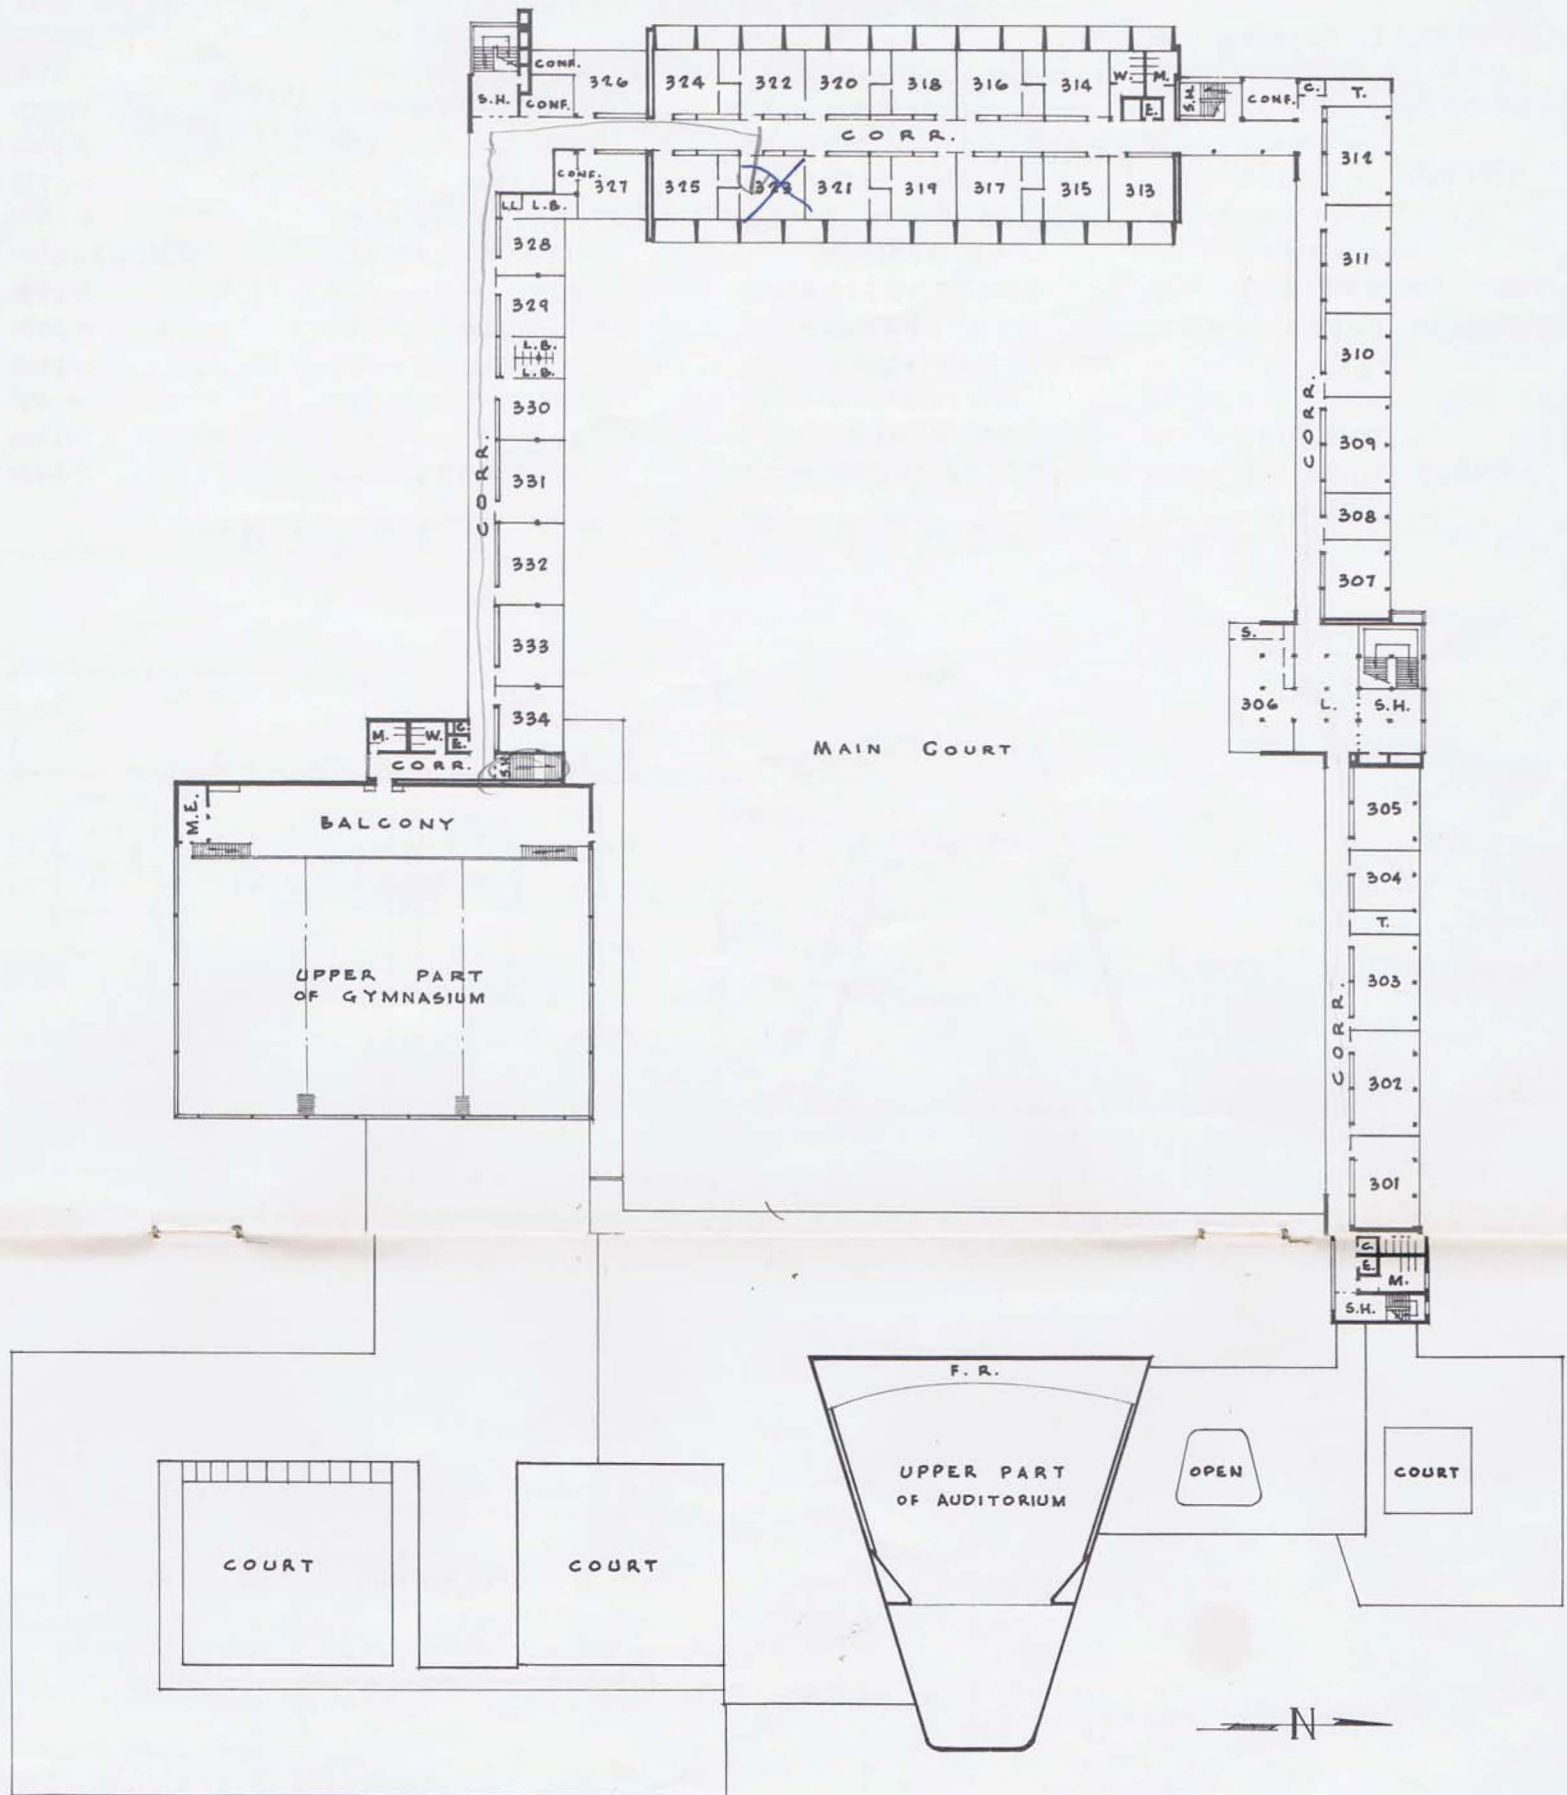 CONF.
326
324
322
320
318
316
314
W.
M.
S.H.
CONF.
E.
S.H.
CONF.
C.
T.
CORR.
312
CONF.
327
325
323
321
319
317
315
313
L.L.
L.B.
328
311
329
L.B.
L.B.
310
330
CORR.
CORR.
309
331
308
332
307
333
S.
306
L.
S.H.
334
M.
W.
C.
E.
CORR.
S.H.
MAIN COURT
M.E.
BALCONY
305
304
T.
UPPER PART
OF GYMNASIUM
303
CORR.
302
301
C.
E.
M.
S.H.
F. R.
UPPER PART
OF AUDITORIUM
OPEN
COURT
COURT
COURT
N